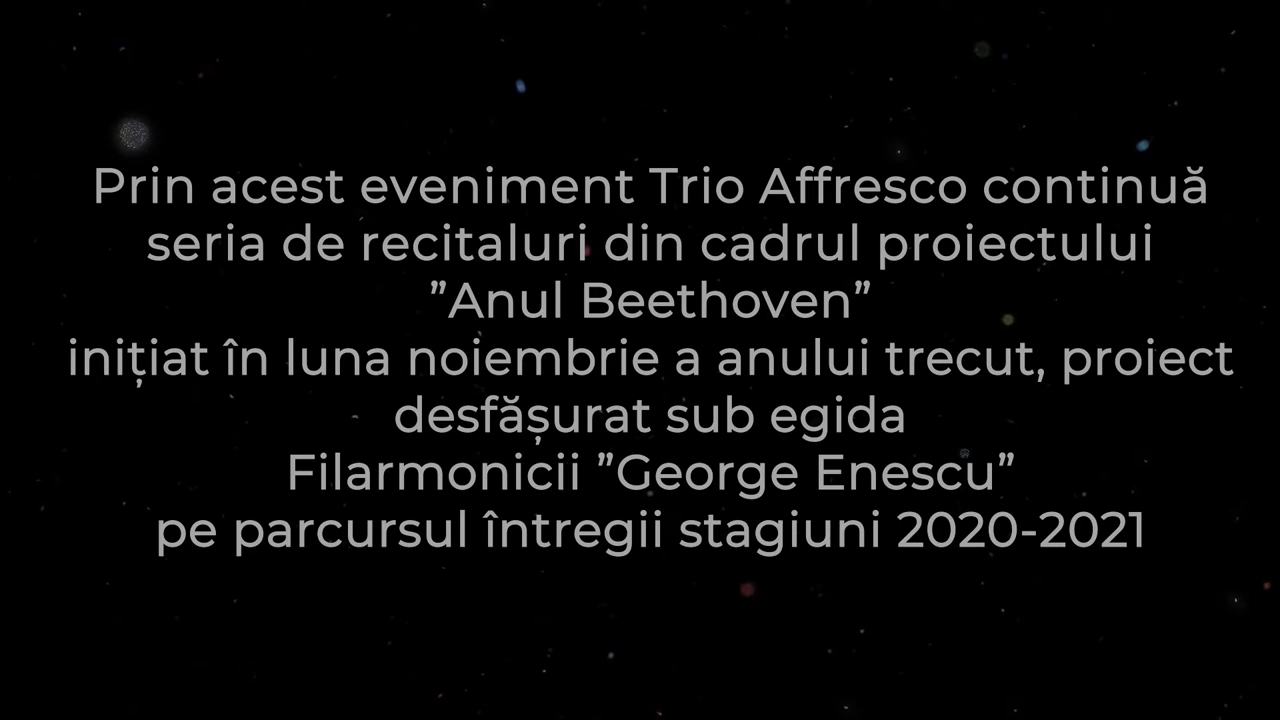 Prin acest eveniment Trio Affresco continuă
seria de recitaluri din cadrul proiectului
”Anul Beethoven”
inițiat în luna noiembrie a anului trecut, proiect
desfășurat sub egida
Filarmonicii ”George Enescu”
pe parcursul întregii stagiuni 2020-2021